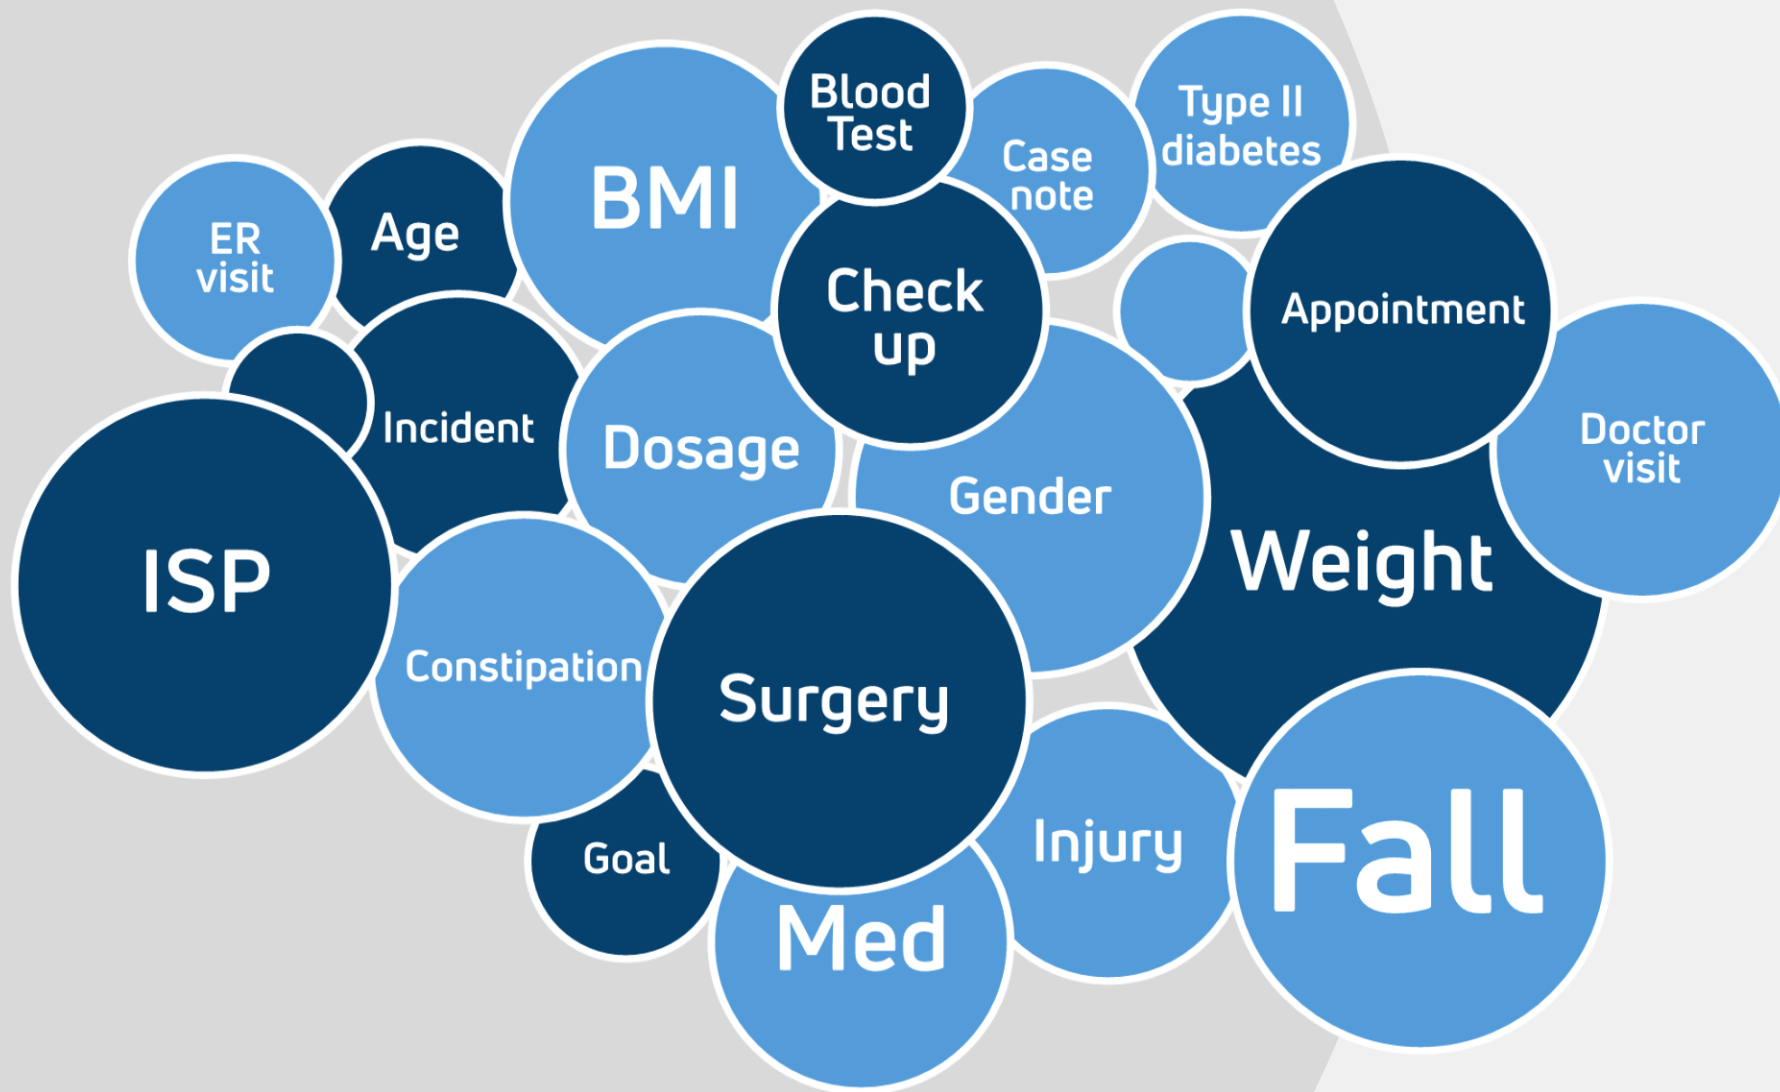 Blood
Test
Type II
diabetes
Case
note
BMI
Age
ER
visit
Check
up
Appointment
Incident
Dosage
Gender
Doctor
visit
ISP
Weight
Constipation
Surgery
Goal
Injury
Fall
Med